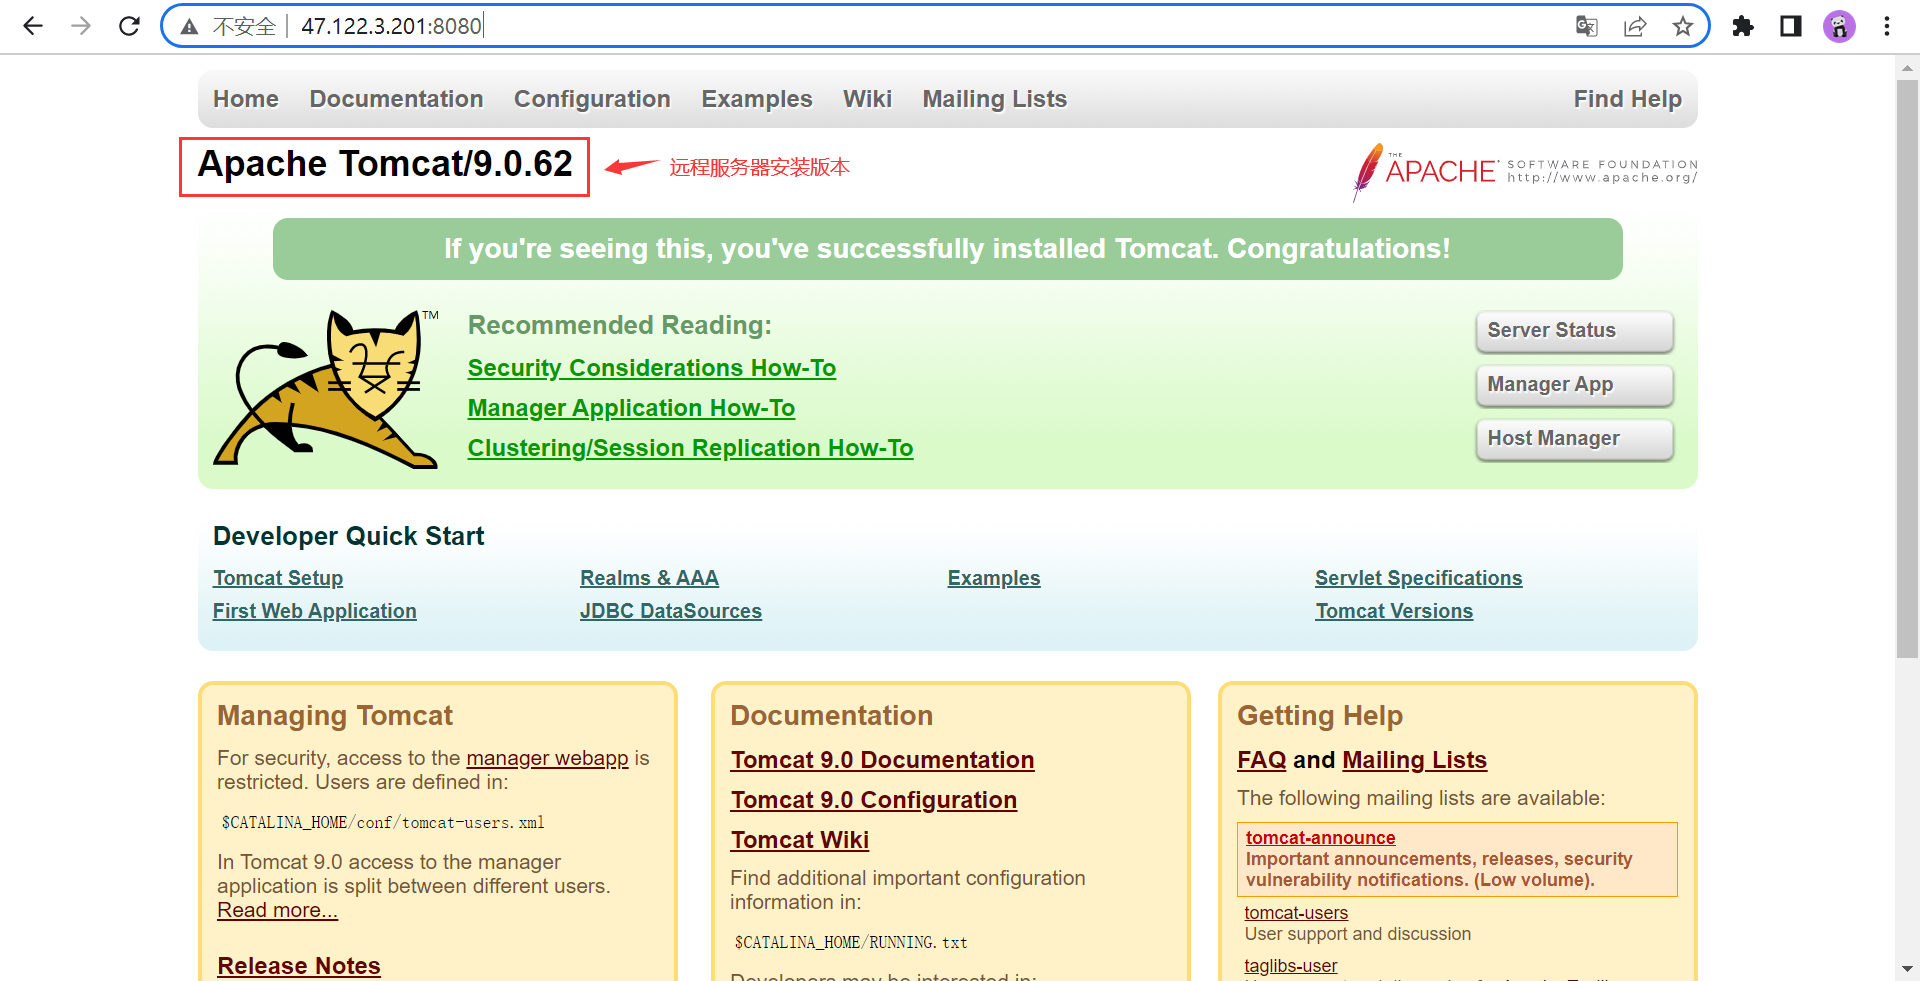 不安全 47.122.3.201:8080
Home Documentation Configuration Examples Wiki Mailing Lists Find Help
Apache Tomcat/9.0.62
远程服务器安装版本
THE APACHE SOFTWARE FOUNDATION
http://www.apache.org/
If you're seeing this, you've successfully installed Tomcat. Congratulations!
TM
Recommended Reading:
Security Considerations How-To
Manager Application How-To
Clustering/Session Replication How-To
Server Status
Manager App
Host Manager
Developer Quick Start
Tomcat Setup
First Web Application
Realms & AAA
JDBC DataSources
Examples
Servlet Specifications
Tomcat Versions
Managing Tomcat
For security, access to the manager webapp is
restricted. Users are defined in:
$CATALINA_HOME/conf/tomcat-users.xml
In Tomcat 9.0 access to the manager
application is split between different users.
Read more...
Release Notes
Documentation
Tomcat 9.0 Documentation
Tomcat 9.0 Configuration
Tomcat Wiki
Find additional important configuration
information in:
$CATALINA_HOME/RUNNING.txt
Developers may be interested in:
Getting Help
FAQ and Mailing Lists
The following mailing lists are available:
tomcat-announce
Important announcements, releases, security
vulnerability notifications. (Low volume).
tomcat-users
User support and discussion
taglibs-user